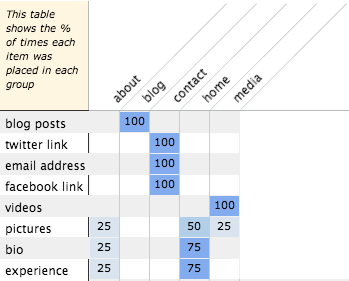 This table
shows the %
of times each
item was
placed in each
group
about
blog
contact
home
media
blog posts 100
twitter link 100
email address 100
facebook link 100
videos 100
pictures 25 50 25
bio 25 75
experience 25 75